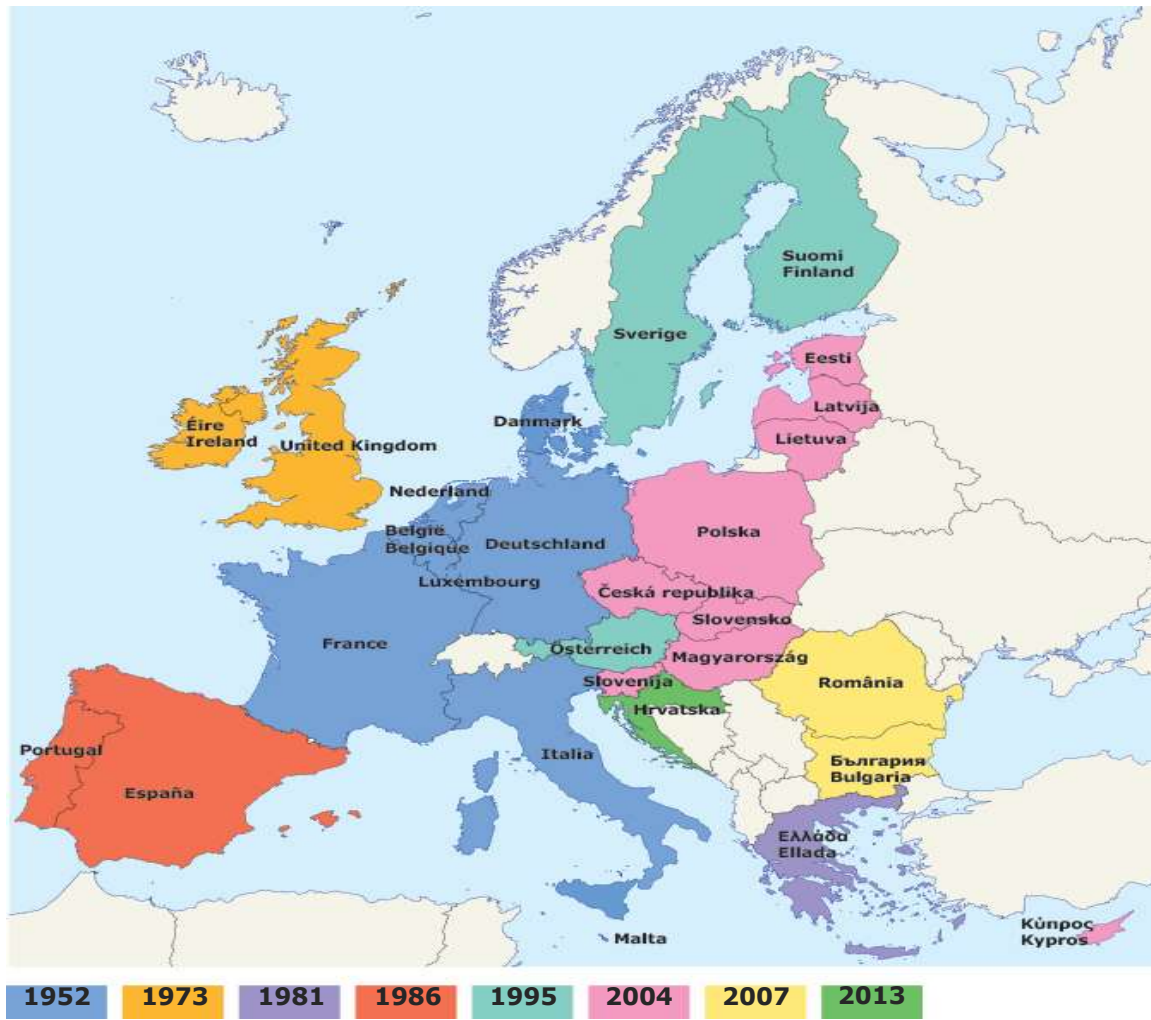 Suomi
Finland
Sverige
Eesti
Latvija
Lietuva
Danmark
Éire
Ireland
United Kingdom
Nederland
België
Belgique
Deutschland
Polska
Luxembourg
Česká republika
Slovensko
Österreich
Magyarország
France
Slovenija
Hrvatska
România
Portugal
España
Italia
България
Bulgaria
Ελλάδα
Ellada
Malta
Κύπρος
Kypros
1952 1973 1981 1986 1995 2004 2007 2013